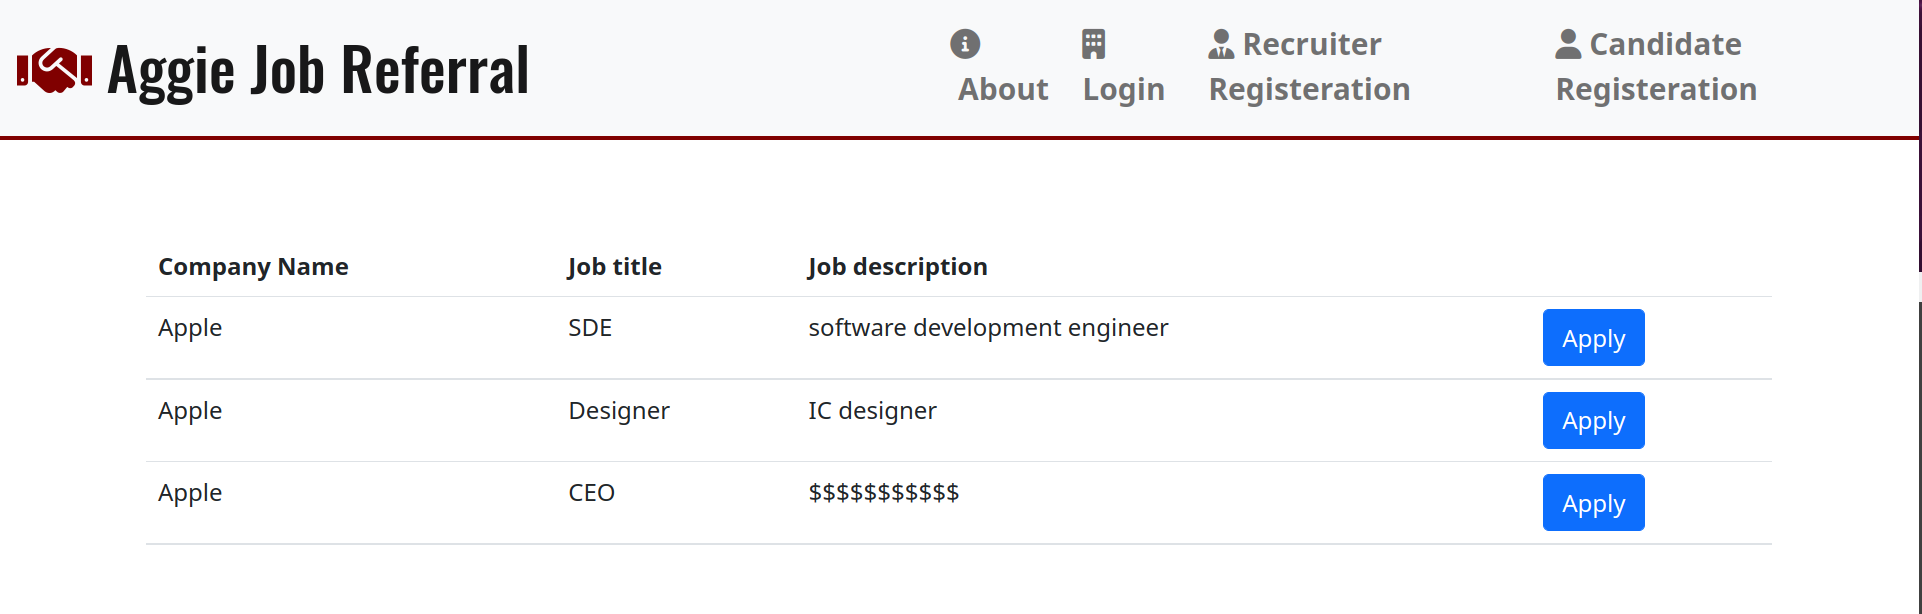 Aggie Job Referral
About
Login
Recruiter
Registeration
Candidate
Registeration
Company Name Job title Job description
Apple SDE software development engineer Apply
Apple Designer IC designer Apply
Apple CEO $$$$$$$$$$$ Apply